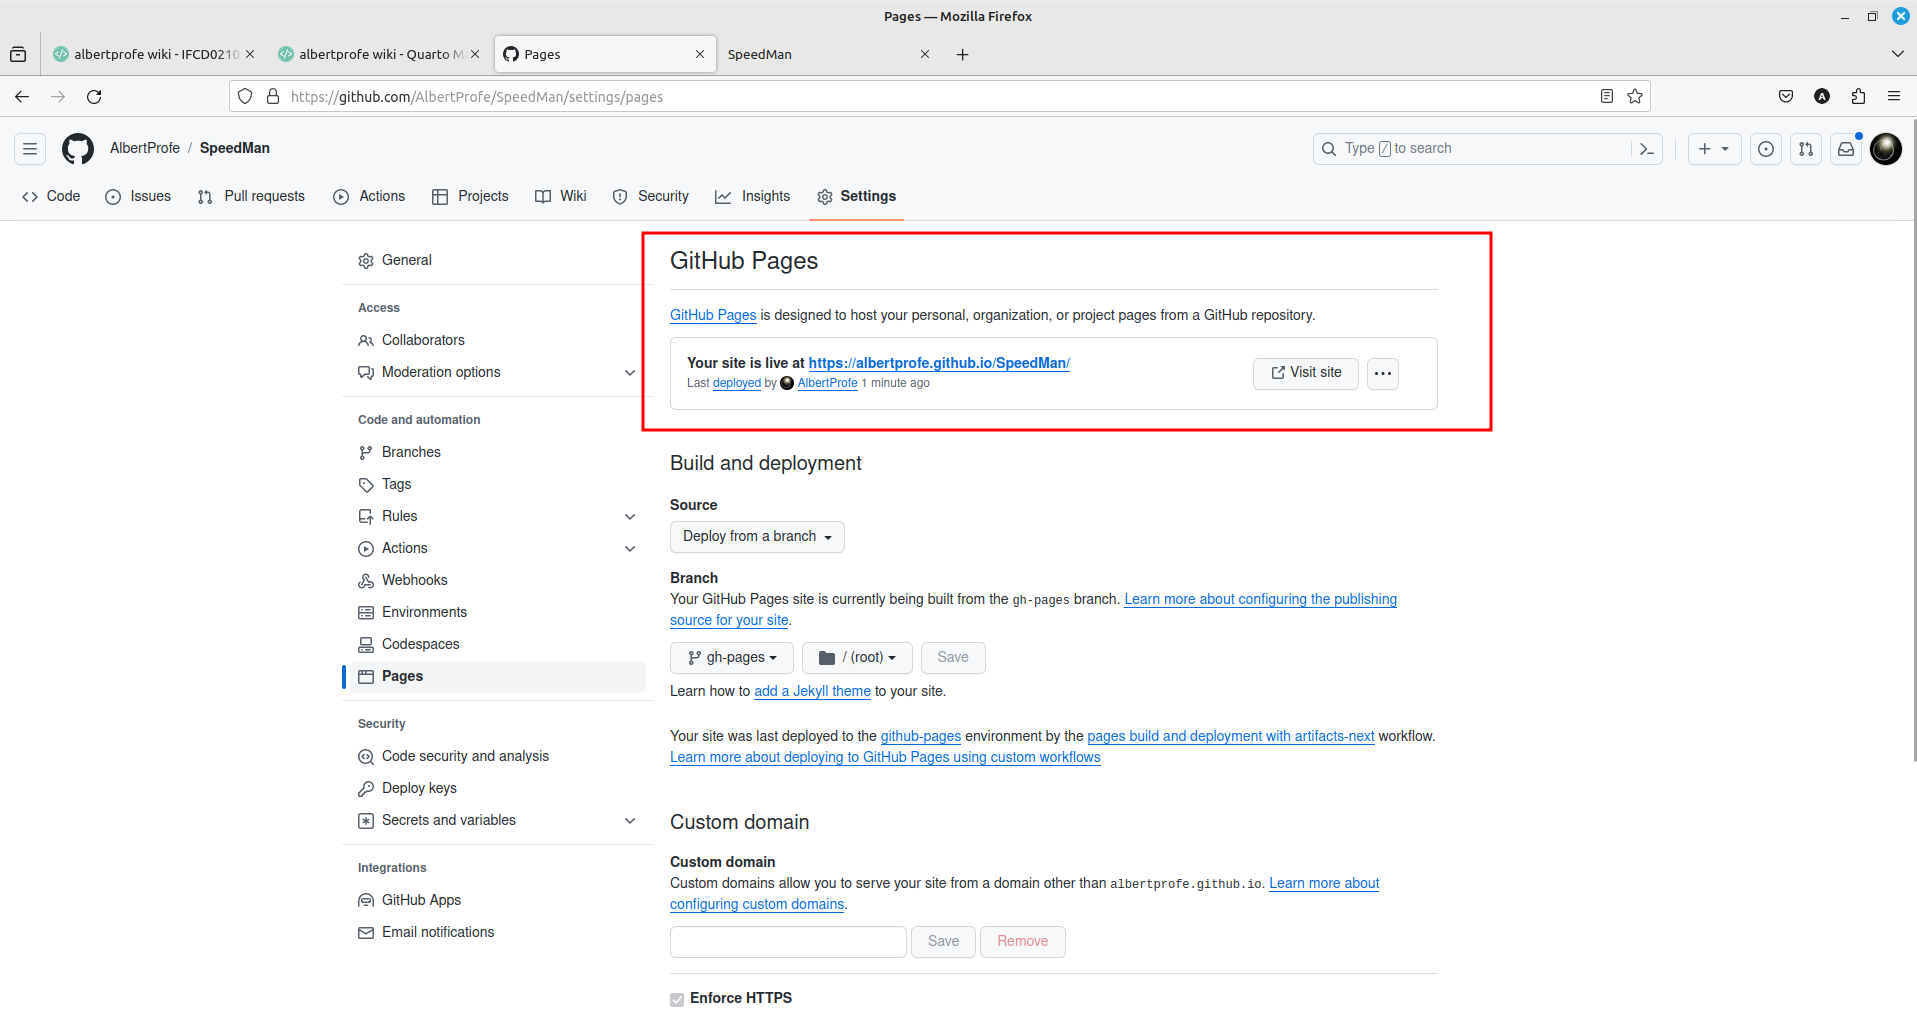 Pages — Mozilla Firefox
albertprofe wiki - IFCD0210
albertprofe wiki - Quarto M
Pages
SpeedMan
https://github.com/AlbertProfe/SpeedMan/settings/pages
A
AlbertProfe / SpeedMan
Type / to search
Code
Issues
Pull requests
Actions
Projects
Wiki
Security
Insights
Settings
General
Access
Collaborators
Moderation options
Code and automation
Branches
Tags
Rules
Actions
Webhooks
Environments
Codespaces
Pages
Security
Code security and analysis
Deploy keys
Secrets and variables
Integrations
GitHub Apps
Email notifications
GitHub Pages
GitHub Pages is designed to host your personal, organization, or project pages from a GitHub repository.
Your site is live at https://albertprofe.github.io/SpeedMan/
Last deployed by AlbertProfe 1 minute ago
Visit site
Build and deployment
Source
Deploy from a branch
Branch
Your GitHub Pages site is currently being built from the gh-pages branch. Learn more about configuring the publishing
source for your site.
gh-pages
/ (root)
Save
Learn how to add a Jekyll theme to your site.
Your site was last deployed to the github-pages environment by the pages build and deployment with artifacts-next workflow.
Learn more about deploying to GitHub Pages using custom workflows
Custom domain
Custom domain
Custom domains allow you to serve your site from a domain other than albertprofe.github.io. Learn more about
configuring custom domains.
Save
Remove
Enforce HTTPS